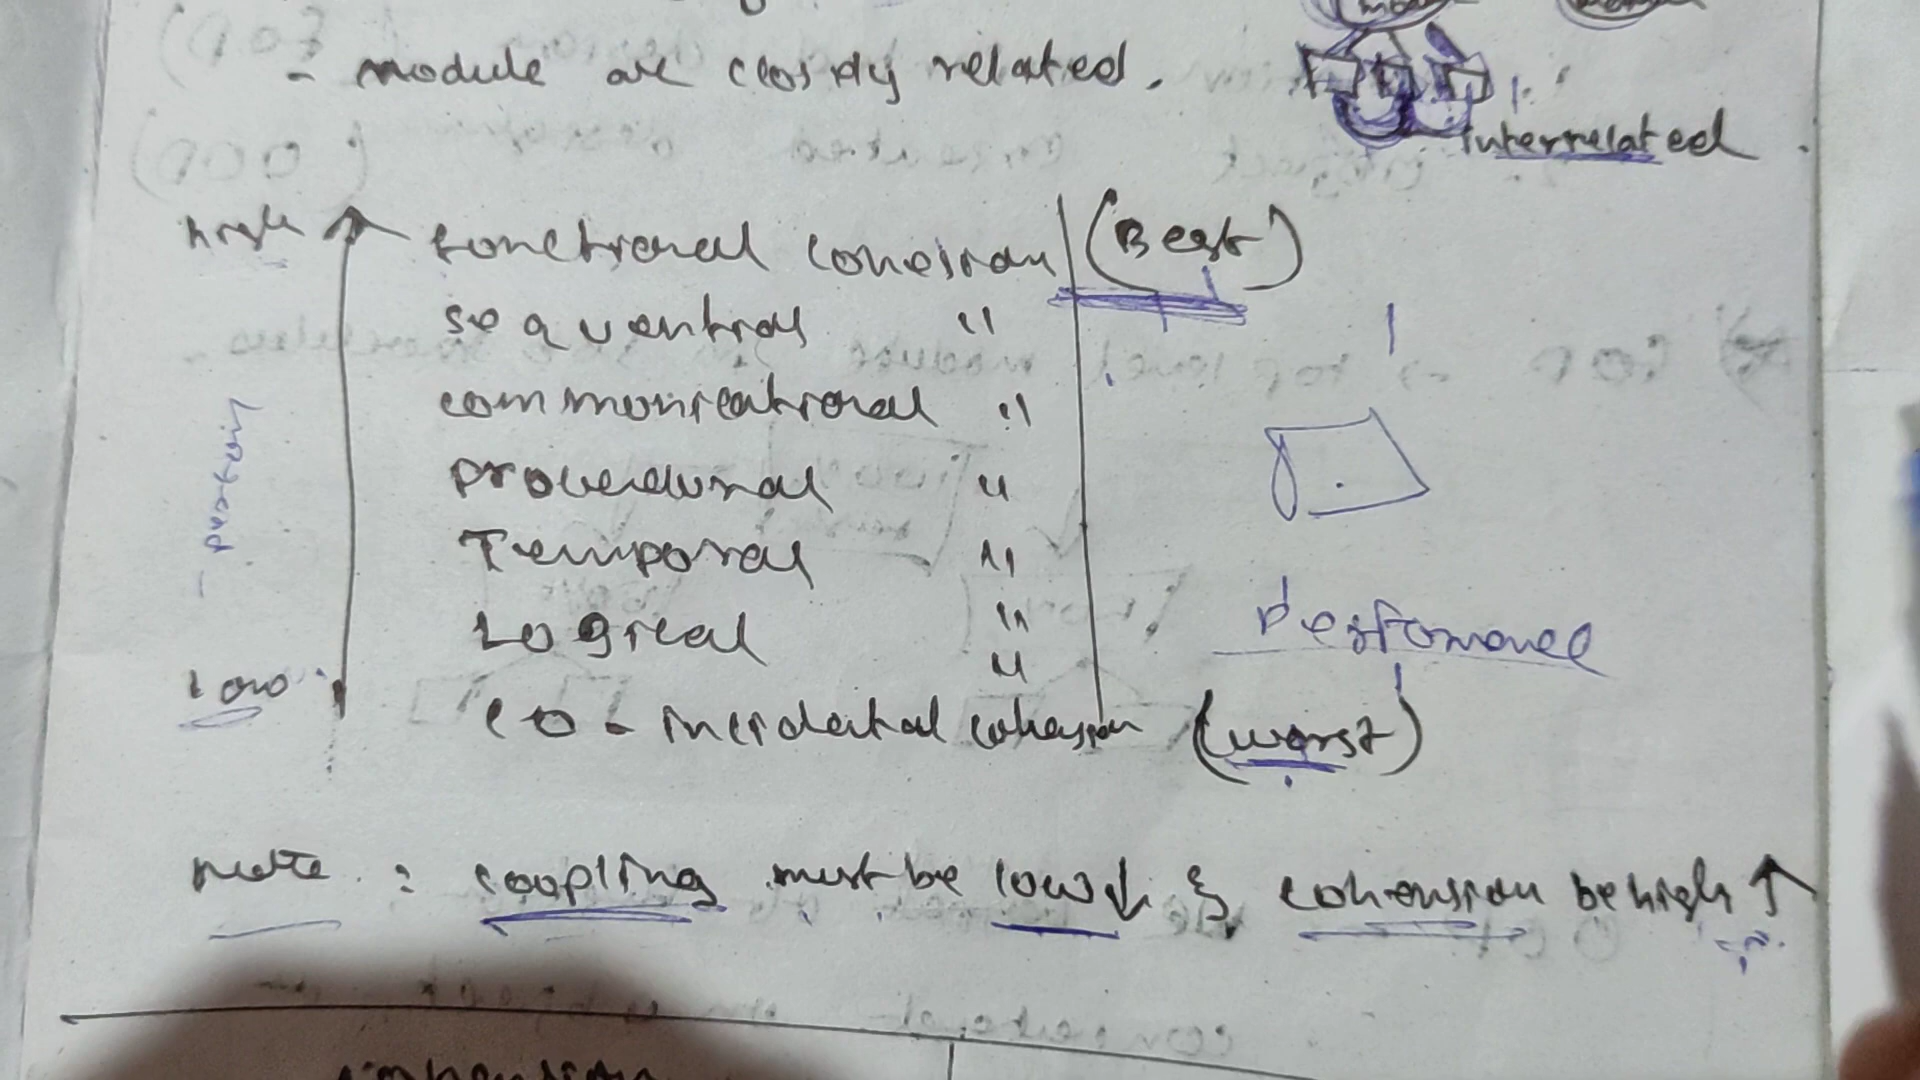 - module are closely related.
interrelated
High functional cohesion (Best)
sequential "
communicational "
procedural "
Temporal "
Logical "
Performance
Low
co-incidental cohesion (worst)
Note : coupling must be low ↓ & cohension be high ↑